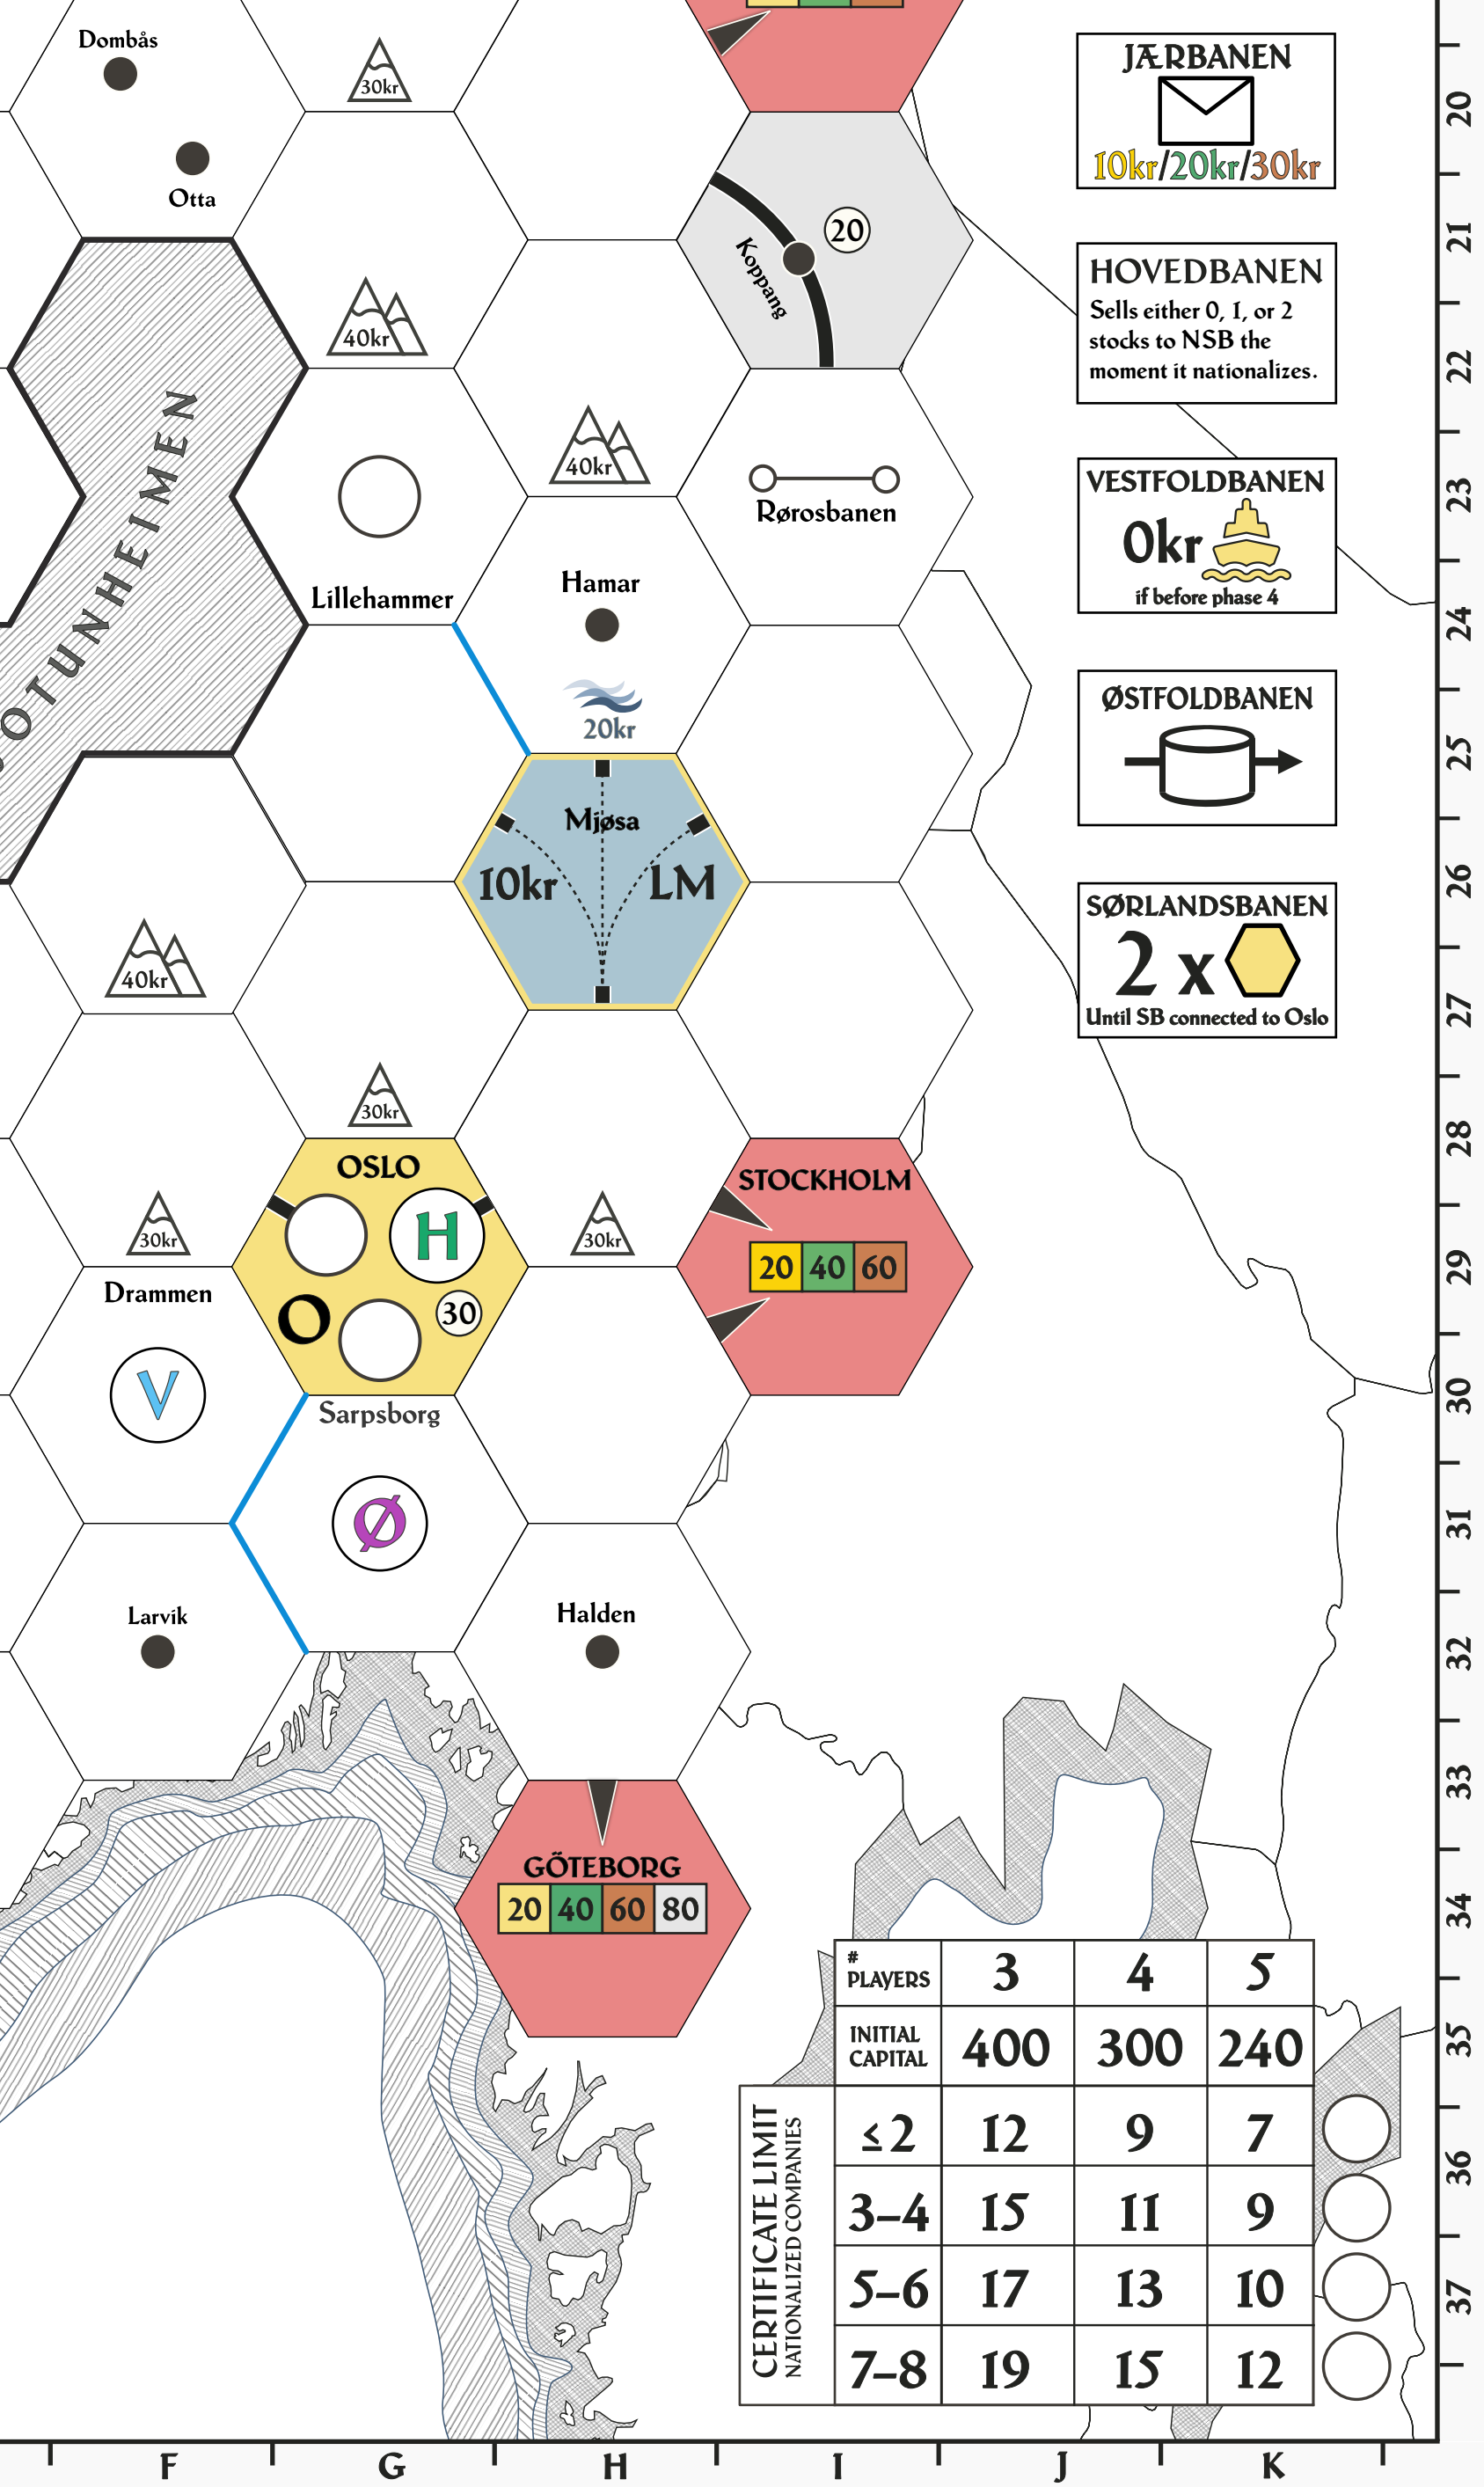 Dombås
30kr
Otta
20
Koppang
40kr
OTUNHEIMEN
40kr
Lillehammer
Rørosbanen
Hamar
20kr
Mjøsa
10kr LM
40kr
30kr
OSLO
H
O
30
STOCKHOLM
20 40 60
30kr
30kr
Drammen
V
Sarpsborg
Ø
Larvik
Halden
GÖTEBORG
20 40 60 80
JÆRBANEN
10kr/20kr/30kr
HOVEDBANEN
Sells either 0, 1, or 2
stocks to NSB the
moment it nationalizes.
VESTFOLDBANEN
0kr
if before phase 4
ØSTFOLDBANEN
SØRLANDSBANEN
2 x
Until SB connected to Oslo
# PLAYERS 3 4 5
INITIAL CAPITAL 400 300 240
CERTIFICATE LIMIT
NATIONALIZED COMPANIES
≤2 12 9 7
3–4 15 11 9
5–6 17 13 10
7–8 19 15 12
20
21
22
23
24
25
26
27
28
29
30
31
32
33
34
35
36
37
F G H I J K